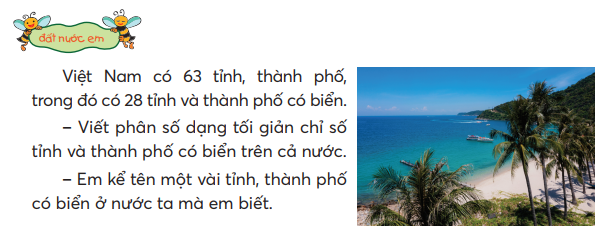 đất nước em
Việt Nam có 63 tỉnh, thành phố,
trong đó có 28 tỉnh và thành phố có biển.
– Viết phân số dạng tối giản chỉ số
tỉnh và thành phố có biển trên cả nước.
– Em kể tên một vài tỉnh, thành phố
có biển ở nước ta mà em biết.